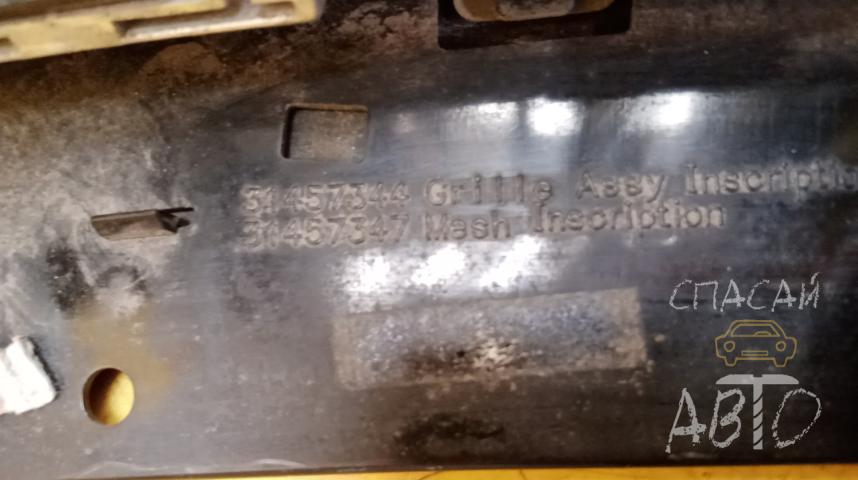 31457344 Grille Assy Inscriptio
31457347 Mesh Inscription
СПАСАЙ
АВТО